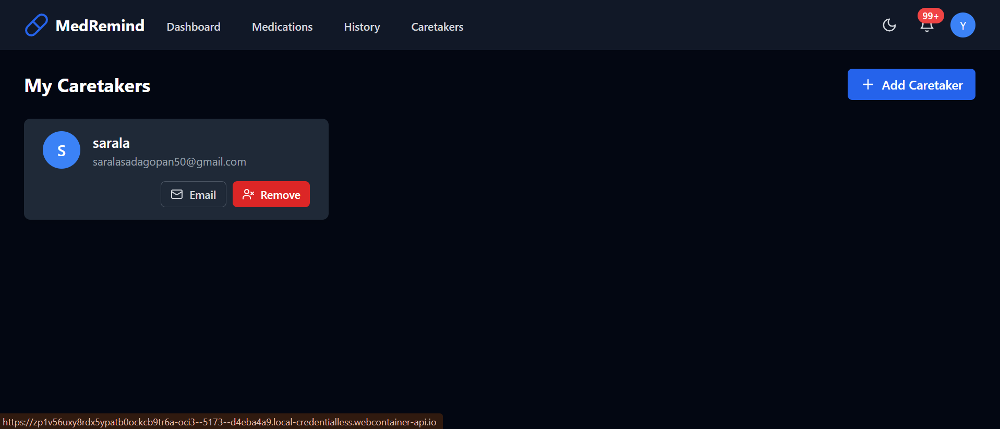 MedRemind Dashboard Medications History Caretakers 99+ Y
My Caretakers + Add Caretaker
S sarala
saralasadagopan50@gmail.com
Email Remove
https://zp1v56uxy8rdx5ypatb0ockcb9tr6a-oci3--5173--d4eba4a9.local-credentialless.webcontainer-api.io